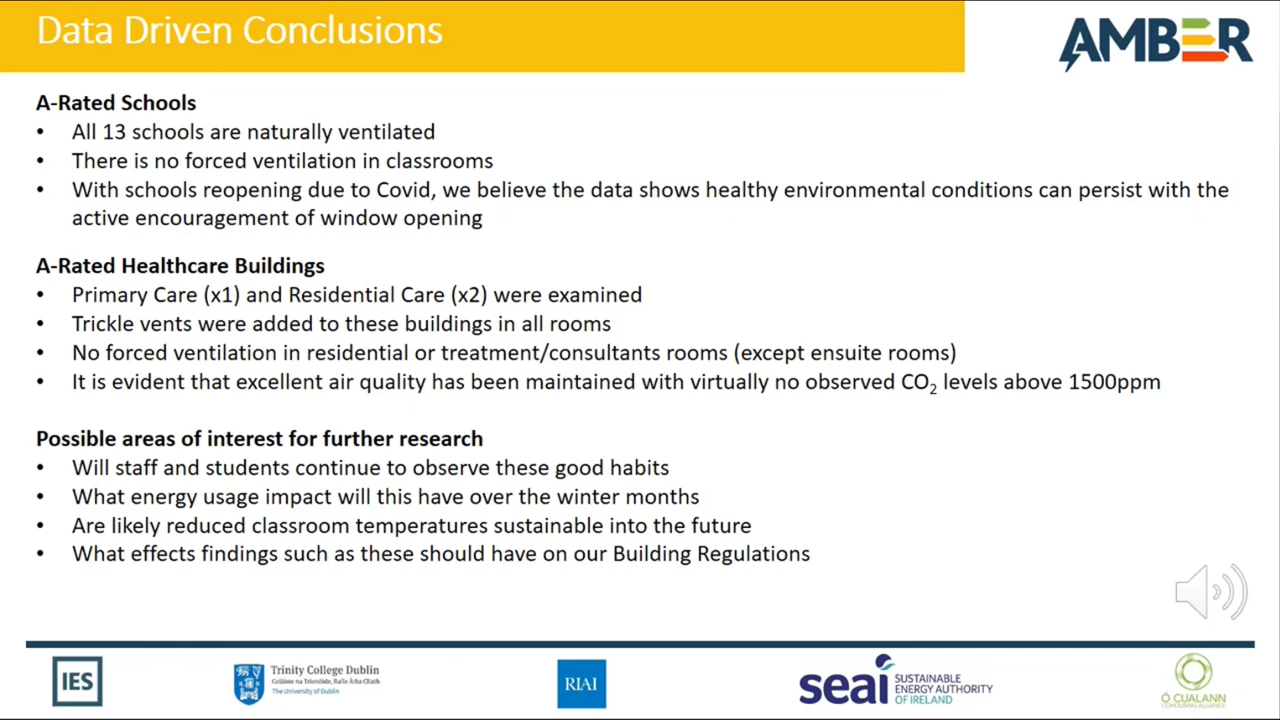 Data Driven Conclusions
AMBER
A-Rated Schools
• All 13 schools are naturally ventilated
• There is no forced ventilation in classrooms
• With schools reopening due to Covid, we believe the data shows healthy environmental conditions can persist with the
active encouragement of window opening
A-Rated Healthcare Buildings
• Primary Care (x1) and Residential Care (x2) were examined
• Trickle vents were added to these buildings in all rooms
• No forced ventilation in residential or treatment/consultants rooms (except ensuite rooms)
• It is evident that excellent air quality has been maintained with virtually no observed CO₂ levels above 1500ppm
Possible areas of interest for further research
• Will staff and students continue to observe these good habits
• What energy usage impact will this have over the winter months
• Are likely reduced classroom temperatures sustainable into the future
• What effects findings such as these should have on our Building Regulations
IES
Trinity College Dublin
Coláiste na Tríonóide, Baile Átha Cliath
The University of Dublin
RIAI
seai
SUSTAINABLE
ENERGY AUTHORITY
OF IRELAND
Ó CUALANN
COHOUSING ALLIANCE